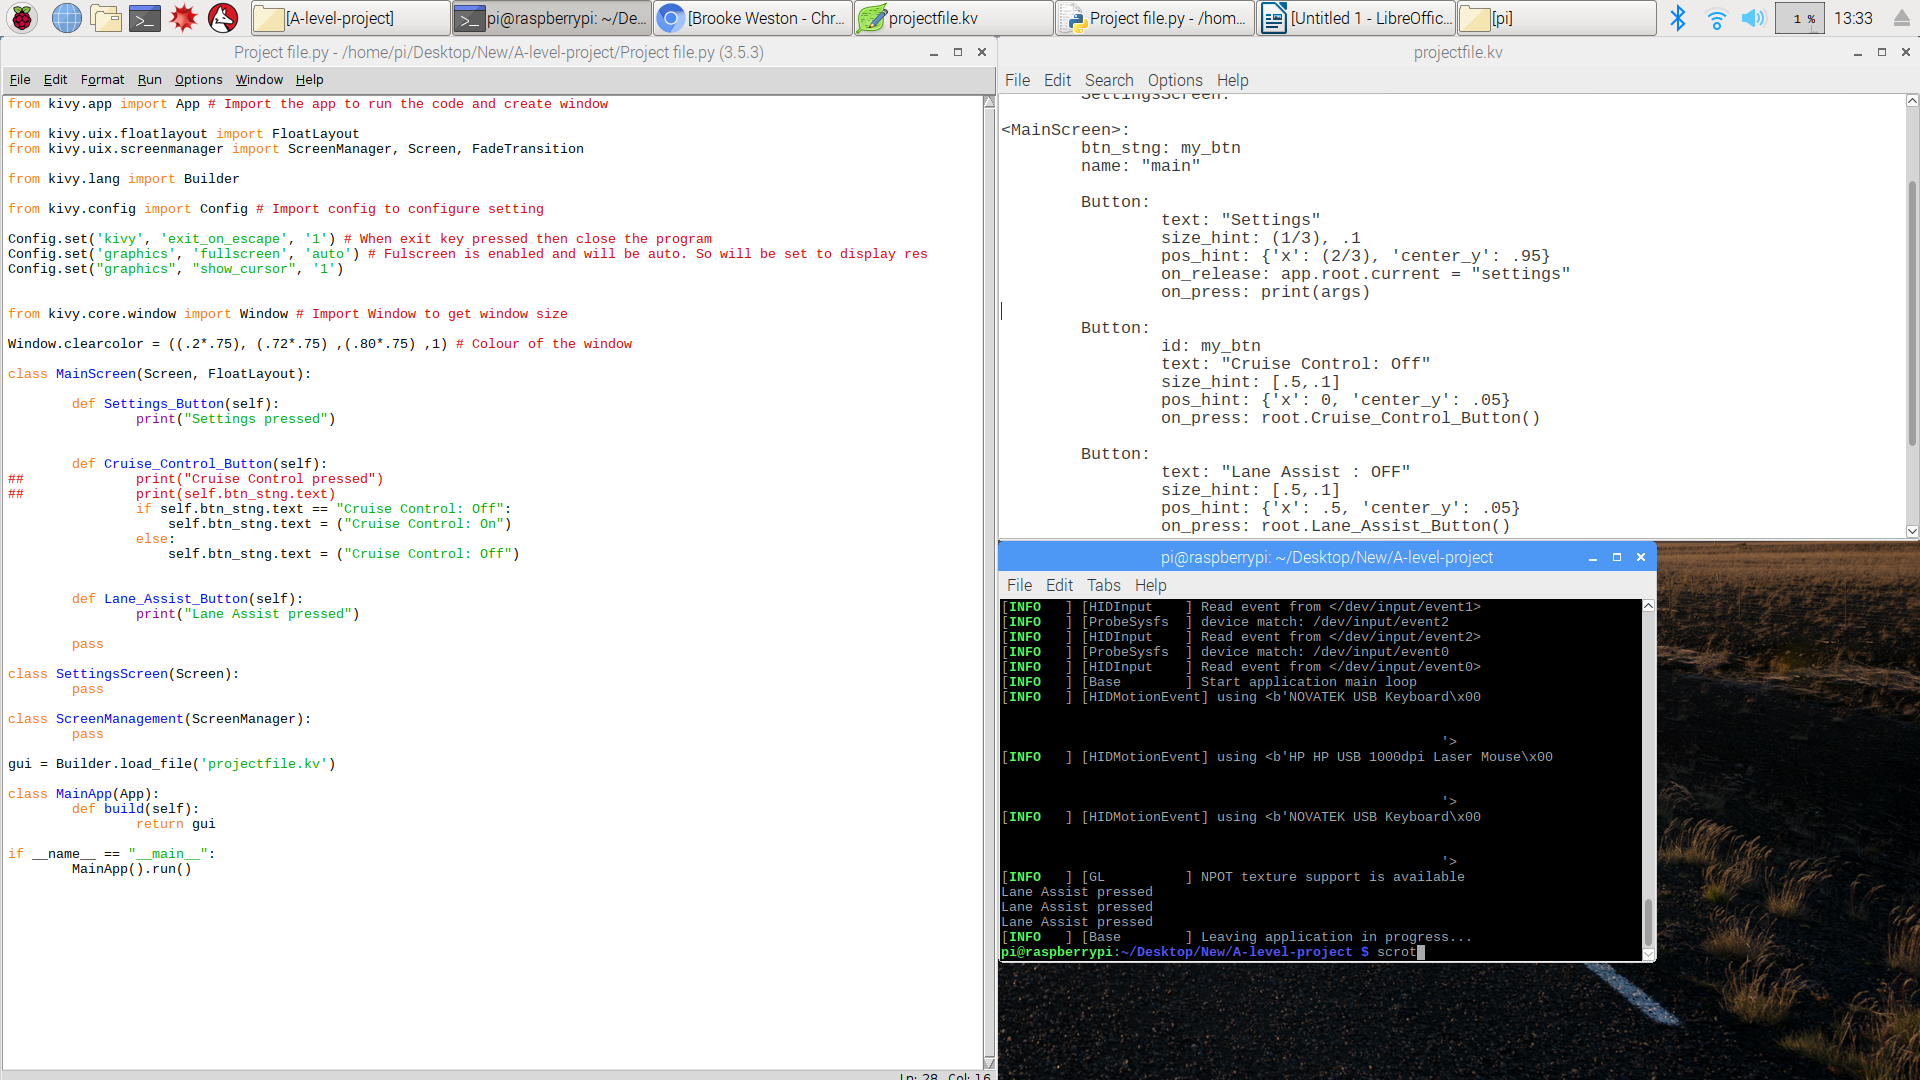 [A-level-project]
pi@raspberrypi: ~/De...
[Brooke Weston - Chr...
projectfile.kv
Project file.py - /hom...
[Untitled 1 - LibreOffic...
[pi]
1 %
13:33
Project file.py - /home/pi/Desktop/New/A-level-project/Project file.py (3.5.3)
File Edit Format Run Options Window Help
from kivy.app import App # Import the app to run the code and create window
from kivy.uix.floatlayout import FloatLayout
from kivy.uix.screenmanager import ScreenManager, Screen, FadeTransition
from kivy.lang import Builder
from kivy.config import Config # Import config to configure setting
Config.set('kivy', 'exit_on_escape', '1') # When exit key pressed then close the program
Config.set('graphics', 'fullscreen', 'auto') # Fulscreen is enabled and will be auto. So will be set to display res
Config.set("graphics", "show_cursor", '1')
from kivy.core.window import Window # Import Window to get window size
Window.clearcolor = ((.2*.75), (.72*.75) ,(.80*.75) ,1) # Colour of the window
class MainScreen(Screen, FloatLayout):
def Settings_Button(self):
print("Settings pressed")
def Cruise_Control_Button(self):
## print("Cruise Control pressed")
## print(self.btn_stng.text)
if self.btn_stng.text == "Cruise Control: Off":
self.btn_stng.text = ("Cruise Control: On")
else:
self.btn_stng.text = ("Cruise Control: Off")
def Lane_Assist_Button(self):
print("Lane Assist pressed")
pass
class SettingsScreen(Screen):
pass
class ScreenManagement(ScreenManager):
pass
gui = Builder.load_file('projectfile.kv')
class MainApp(App):
def build(self):
return gui
if __name__ == "__main__":
MainApp().run()
Ln: 28 Col: 16
projectfile.kv
File Edit Search Options Help
SettingsScreen:
<MainScreen>:
btn_stng: my_btn
name: "main"
Button:
text: "Settings"
size_hint: (1/3), .1
pos_hint: {'x': (2/3), 'center_y': .95}
on_release: app.root.current = "settings"
on_press: print(args)
Button:
id: my_btn
text: "Cruise Control: Off"
size_hint: [.5,.1]
pos_hint: {'x': 0, 'center_y': .05}
on_press: root.Cruise_Control_Button()
Button:
text: "Lane Assist : OFF"
size_hint: [.5,.1]
pos_hint: {'x': .5, 'center_y': .05}
on_press: root.Lane_Assist_Button()
pi@raspberrypi: ~/Desktop/New/A-level-project
File Edit Tabs Help
[INFO ] [HIDInput ] Read event from </dev/input/event1>
[INFO ] [ProbeSysfs ] device match: /dev/input/event2
[INFO ] [HIDInput ] Read event from </dev/input/event2>
[INFO ] [ProbeSysfs ] device match: /dev/input/event0
[INFO ] [HIDInput ] Read event from </dev/input/event0>
[INFO ] [Base ] Start application main loop
[INFO ] [HIDMotionEvent] using <b'NOVATEK USB Keyboard\x00
'>
[INFO ] [HIDMotionEvent] using <b'HP HP USB 1000dpi Laser Mouse\x00
'>
[INFO ] [HIDMotionEvent] using <b'NOVATEK USB Keyboard\x00
'>
[INFO ] [GL ] NPOT texture support is available
Lane Assist pressed
Lane Assist pressed
Lane Assist pressed
[INFO ] [Base ] Leaving application in progress...
pi@raspberrypi:~/Desktop/New/A-level-project $ scrot